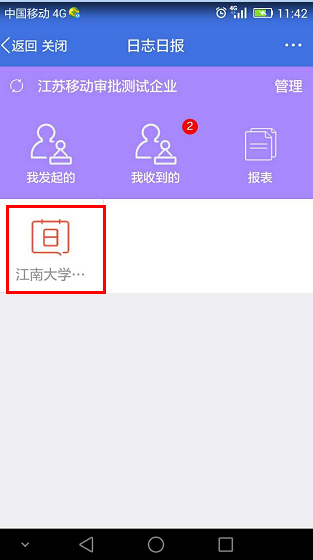 中国移动 4G 4G 11:42
返回 关闭 日志日报
江苏移动审批测试企业 管理
2
我发起的 我收到的 报表
日
江南大学…